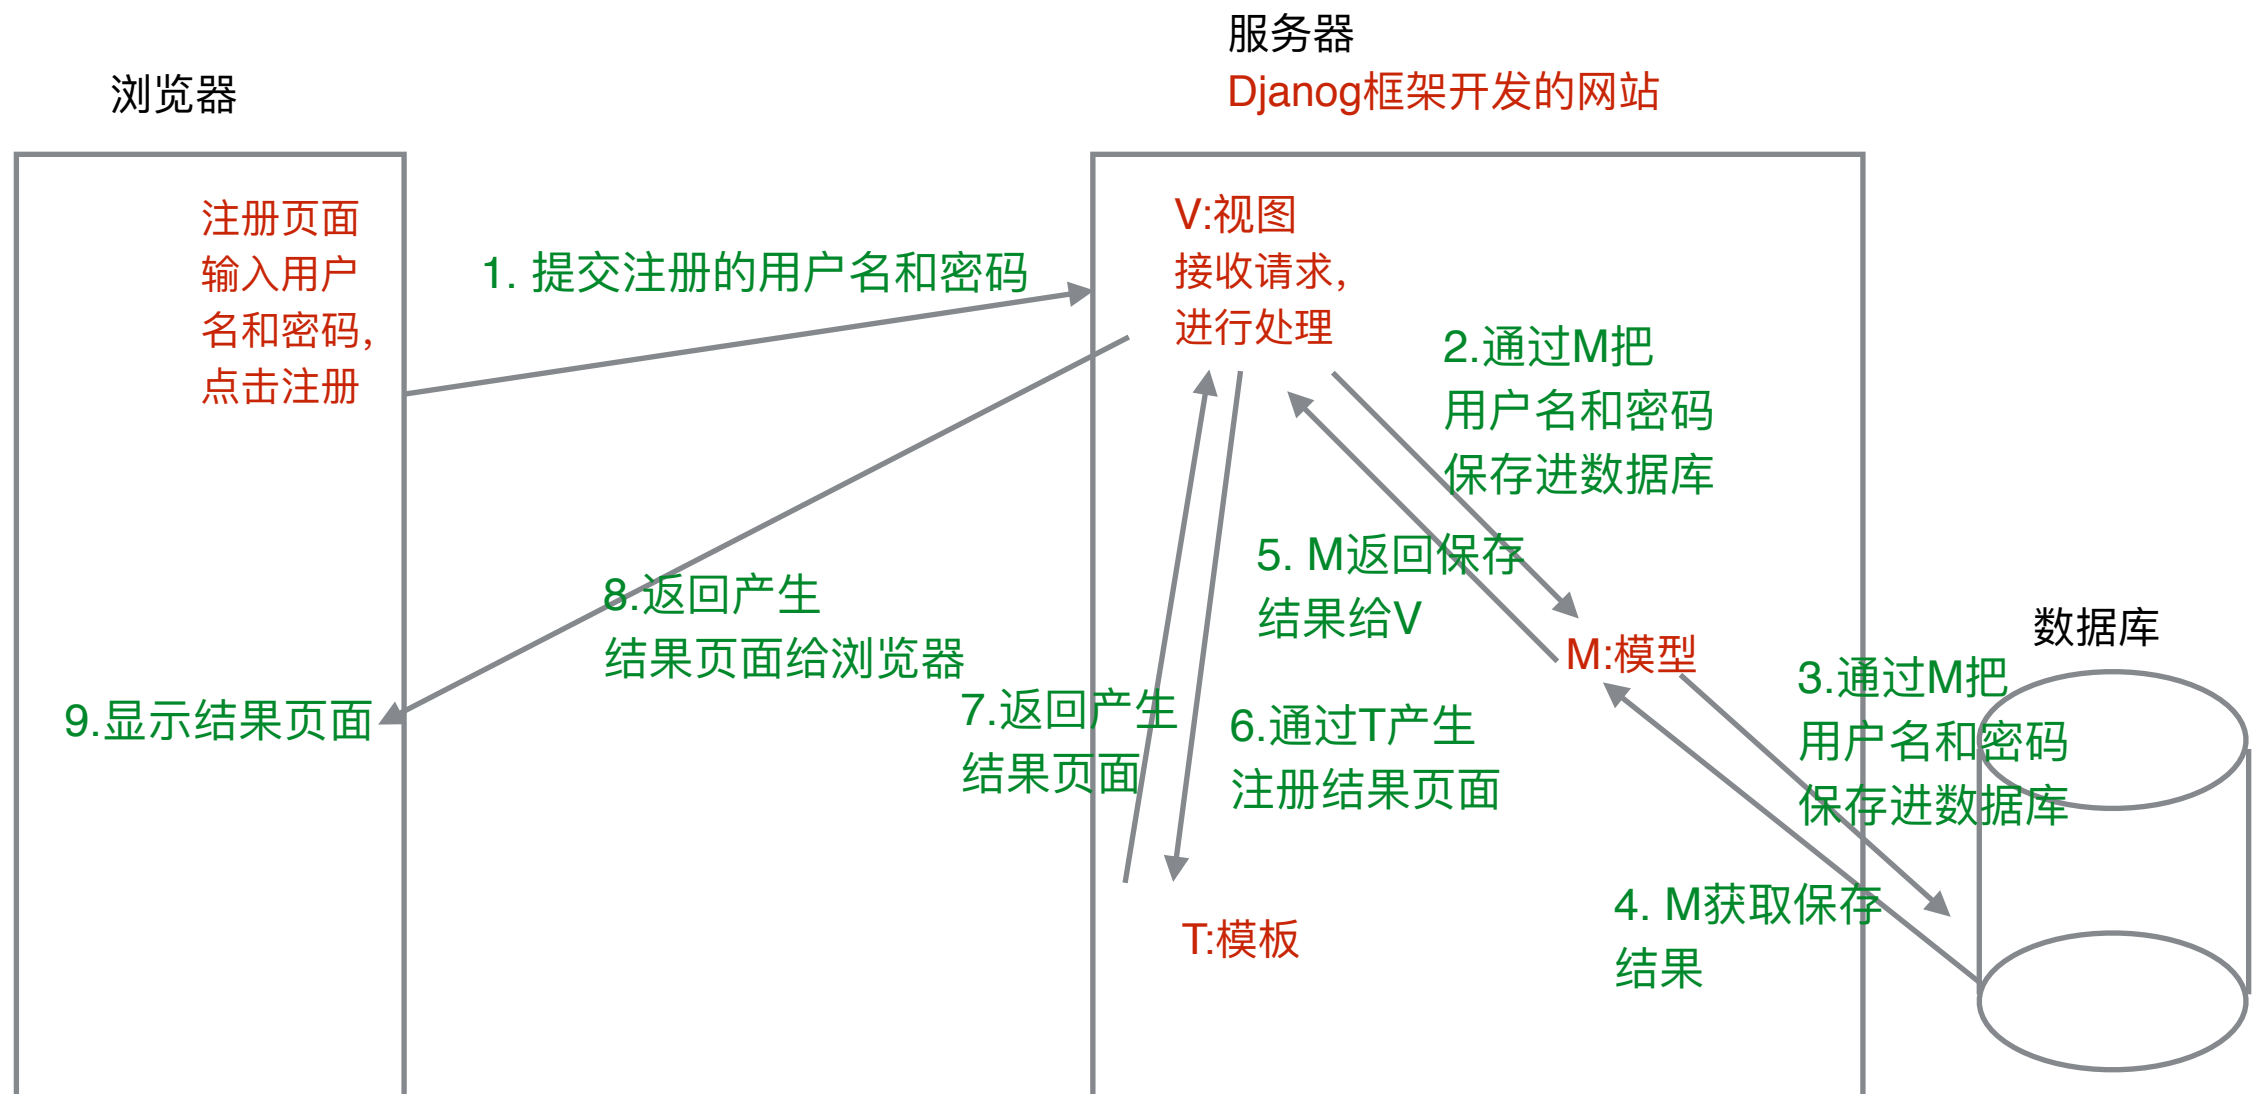 服务器
Djanog框架开发的网站
浏览器
注册页面
输入用户
名和密码,
点击注册
1. 提交注册的用户名和密码
V:视图
接收请求,
进行处理
2.通过M把
用户名和密码
保存进数据库
5. M返回保存
结果给V
M:模型
数据库
3.通过M把
用户名和密码
保存进数据库
4. M获取保存
结果
6.通过T产生
注册结果页面
T:模板
7.返回产生
结果页面
8.返回产生
结果页面给浏览器
9.显示结果页面